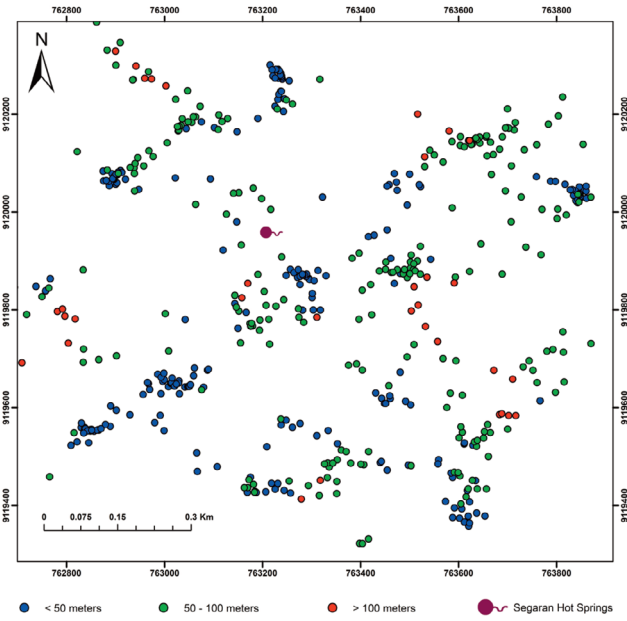 762800 763000 763200 763400 763600 763800
N
9122200 9122200
9120000 9120000
9119800 9119800
9119600 9119600
9119400 9119400
0 0.075 0.15 0.3 Km
762800 763000 763200 763400 763600 763800
< 50 meters 50 - 100 meters > 100 meters Segaran Hot Springs